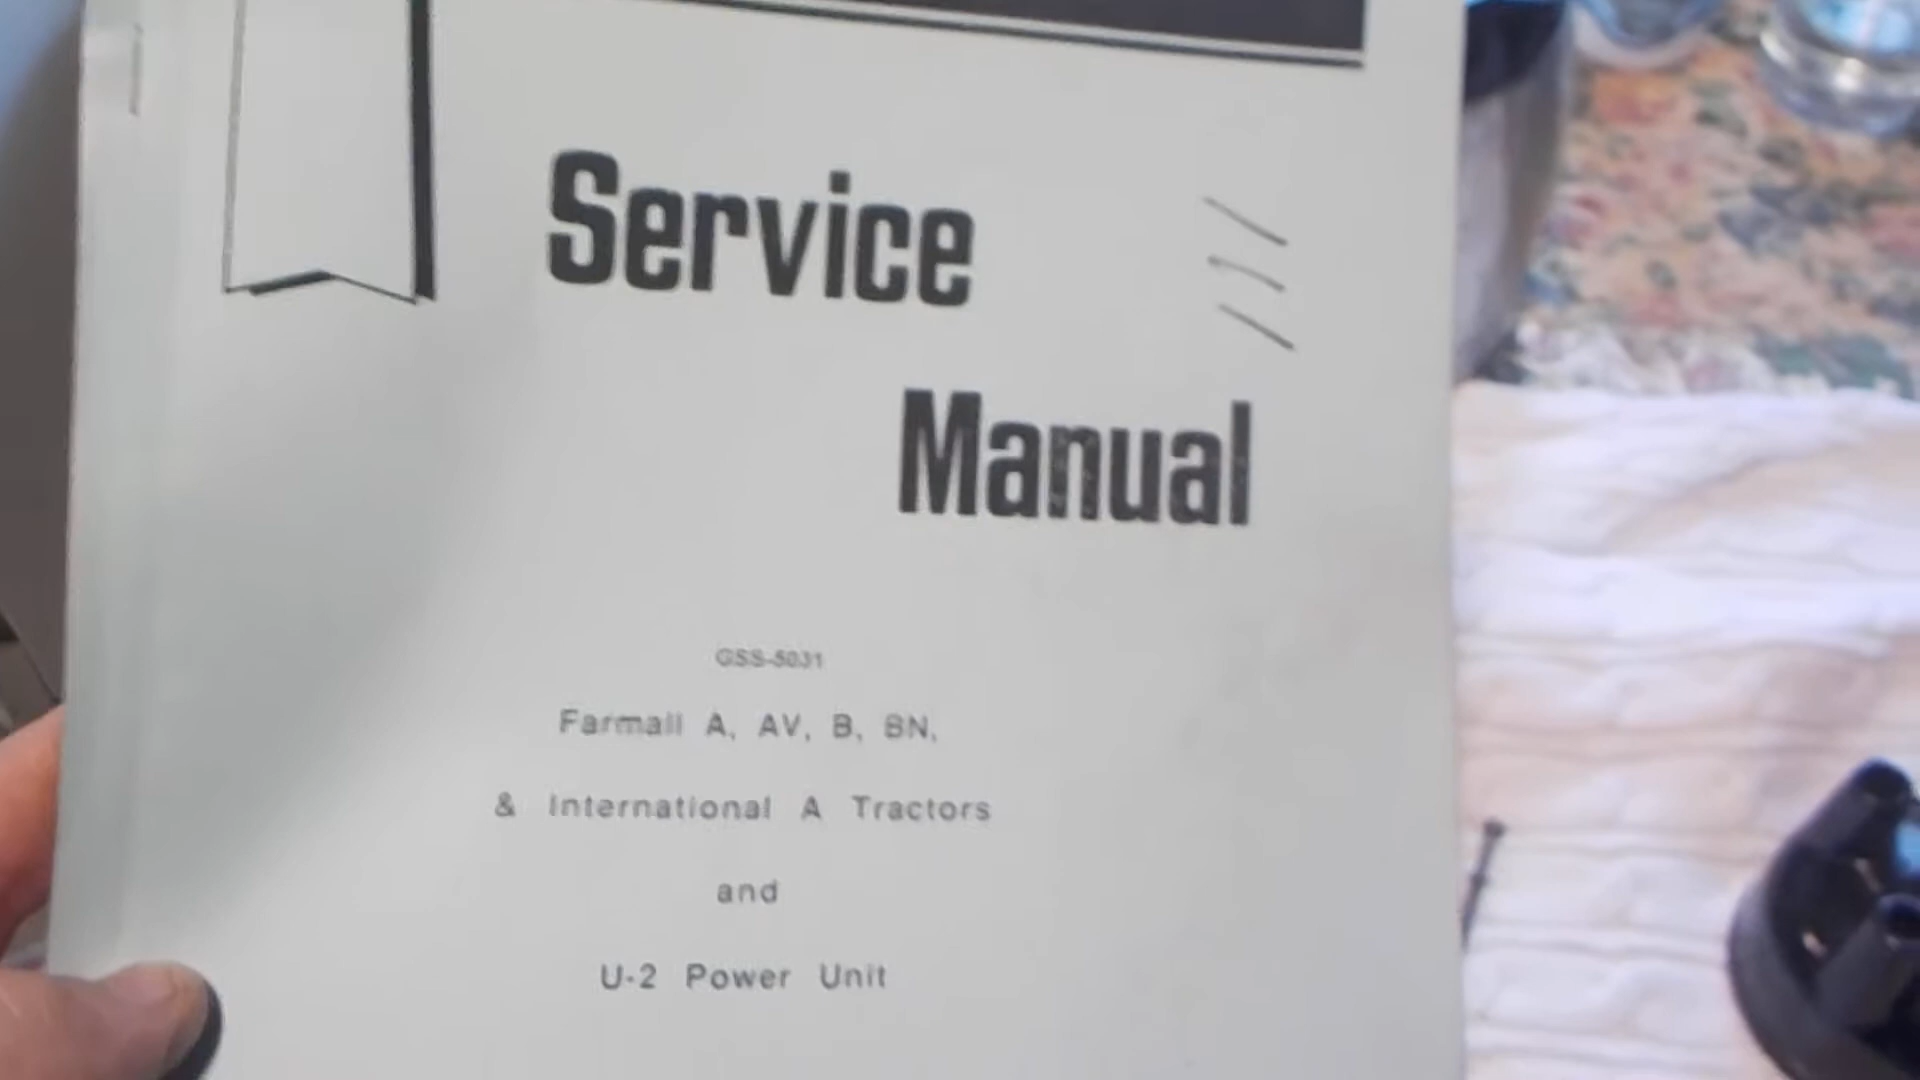 Service
Manual
GSS-5031
Farmall A, AV, B, BN,
& International A Tractors
and
U-2 Power Unit